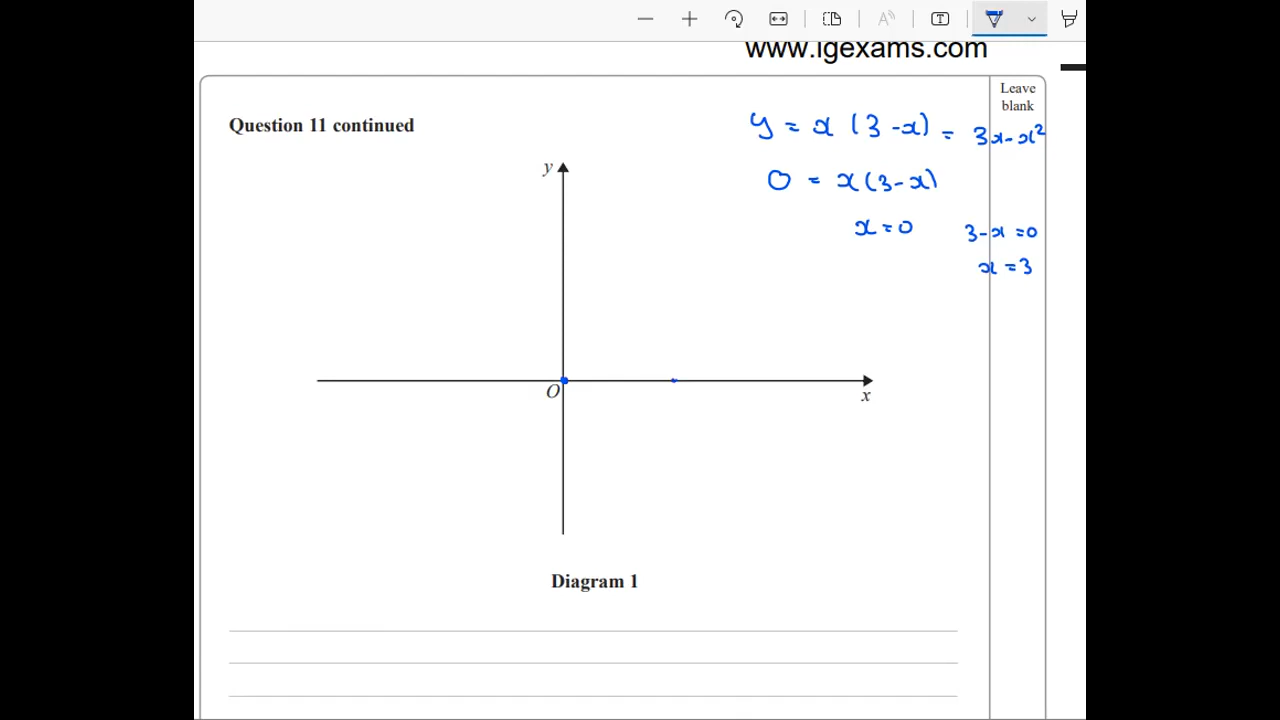 www.igexams.com
Leave
blank
Question 11 continued
y = x (3 - x) = 3x - x²
0 = x(3 - x)
x = 0
3 - x = 0
x = 3
y
O
x
Diagram 1